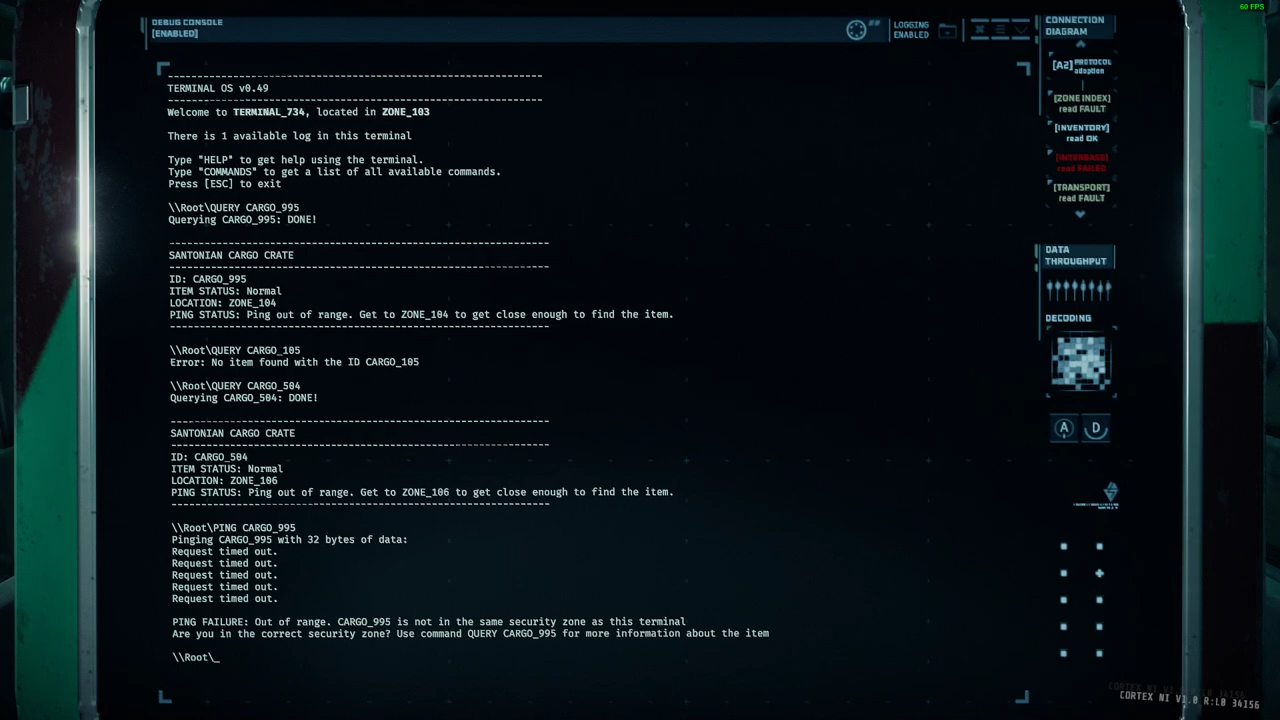 60 FPS
DEBUG CONSOLE
[ENABLED]
LOGGING
ENABLED
CONNECTION
DIAGRAM
[A2] PROTOCOL
adoption
[ZONE INDEX]
read FAULT
[INVENTORY]
read OK
[INTERBASE]
read FAILED
[TRANSPORT]
read FAULT
DATA
THROUGHPUT
DECODING
A D
---------------------------------------------------------------
TERMINAL OS v0.49
---------------------------------------------------------------
Welcome to TERMINAL_734, located in ZONE_103
There is 1 available log in this terminal
Type "HELP" to get help using the terminal.
Type "COMMANDS" to get a list of all available commands.
Press [ESC] to exit
\\Root\QUERY CARGO_995
Querying CARGO_995: DONE!
---------------------------------------------------------------
SANTONIAN CARGO CRATE
---------------------------------------------------------------
ID: CARGO_995
ITEM STATUS: Normal
LOCATION: ZONE_104
PING STATUS: Ping out of range. Get to ZONE_104 to get close enough to find the item.
---------------------------------------------------------------
\\Root\QUERY CARGO_105
Error: No item found with the ID CARGO_105
\\Root\QUERY CARGO_504
Querying CARGO_504: DONE!
---------------------------------------------------------------
SANTONIAN CARGO CRATE
---------------------------------------------------------------
ID: CARGO_504
ITEM STATUS: Normal
LOCATION: ZONE_106
PING STATUS: Ping out of range. Get to ZONE_106 to get close enough to find the item.
---------------------------------------------------------------
\\Root\PING CARGO_995
Pinging CARGO_995 with 32 bytes of data:
Request timed out.
Request timed out.
Request timed out.
Request timed out.
Request timed out.
PING FAILURE: Out of range. CARGO_995 is not in the same security zone as this terminal
Are you in the correct security zone? Use command QUERY CARGO_995 for more information about the item
\\Root\_
CORTEX NI V1.0 R:L0 34156